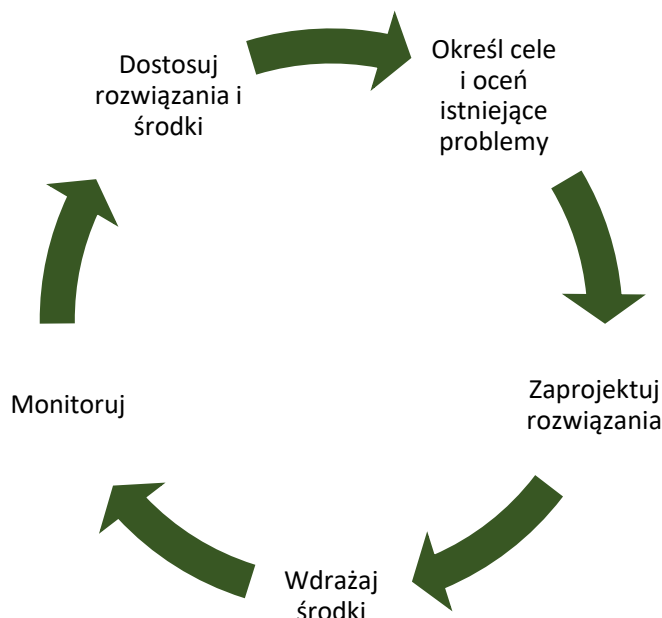 Dostosuj
rozwiązania i
środki
Określ cele
i oceń
istniejące
problemy
Zaprojektuj
rozwiązania
Wdrażaj
środki
Monitoruj